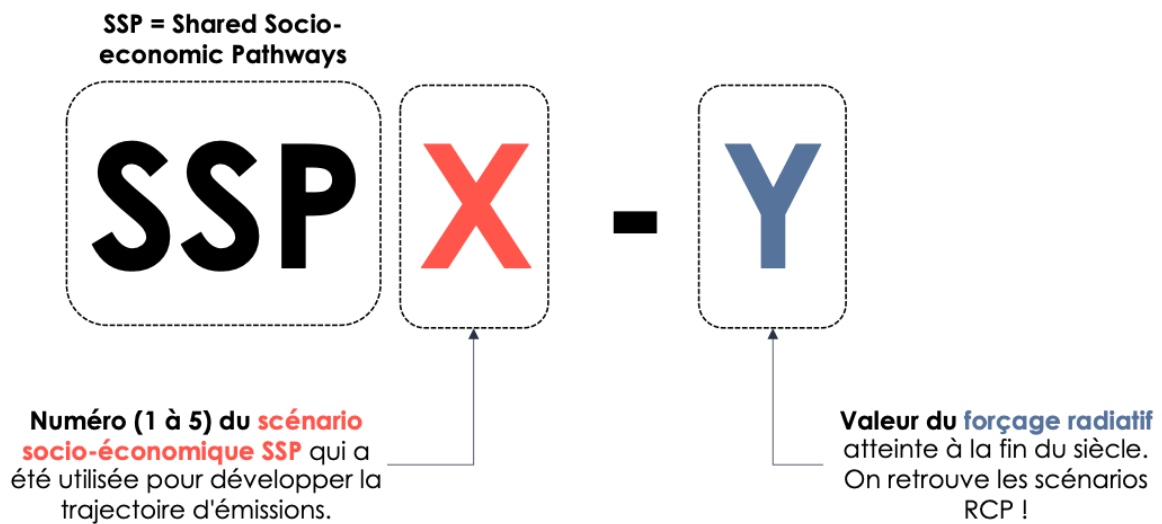 SSP = Shared Socio-
economic Pathways
SSP X - Y
Numéro (1 à 5) du scénario
socio-économique SSP qui a
été utilisée pour développer la
trajectoire d'émissions.
Valeur du forçage radiatif
atteinte à la fin du siècle.
On retrouve les scénarios
RCP !